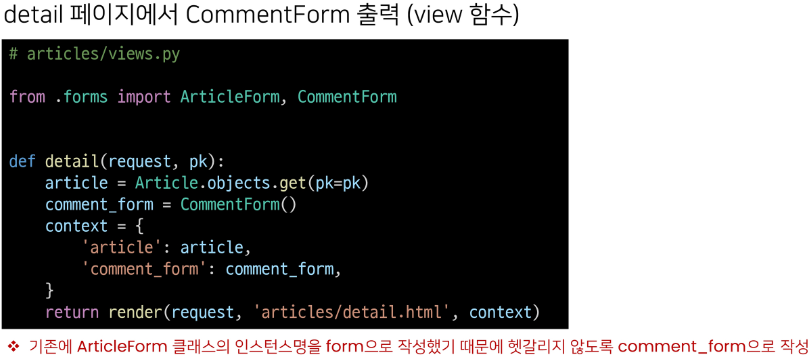 detail 페이지에서 CommentForm 출력 (view 함수)
# articles/views.py
from .forms import ArticleForm, CommentForm
def detail(request, pk):
    article = Article.objects.get(pk=pk)
    comment_form = CommentForm()
    context = {
        'article': article,
        'comment_form': comment_form,
    }
    return render(request, 'articles/detail.html', context)
❖ 기존에 ArticleForm 클래스의 인스턴스명을 form으로 작성했기 때문에 헷갈리지 않도록 comment_form으로 작성